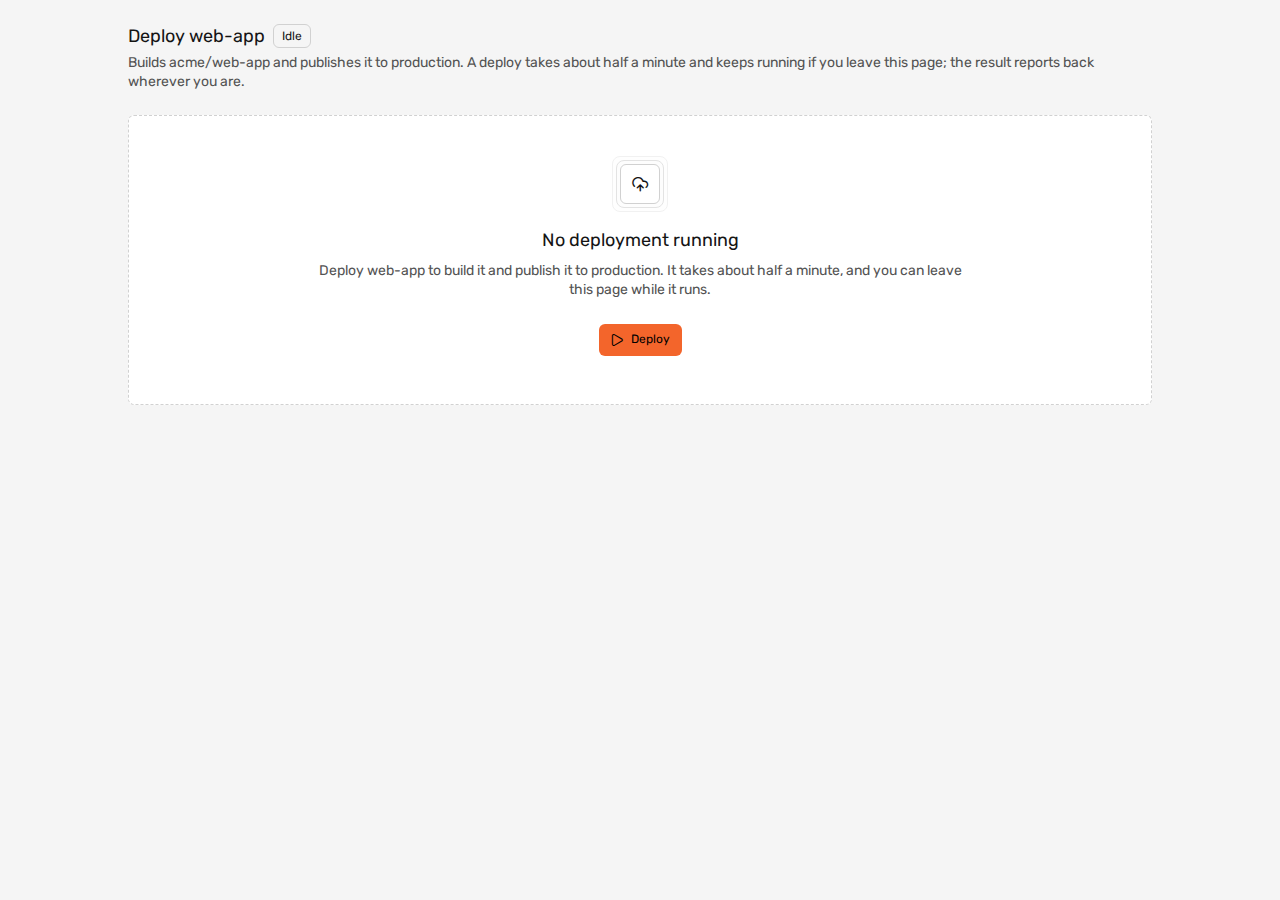 Deploy web-app
Idle
Builds acme/web-app and publishes it to production. A deploy takes about half a minute and keeps running if you leave this page; the result reports back
wherever you are.
No deployment running
Deploy web-app to build it and publish it to production. It takes about half a minute, and you can leave
this page while it runs.
Deploy